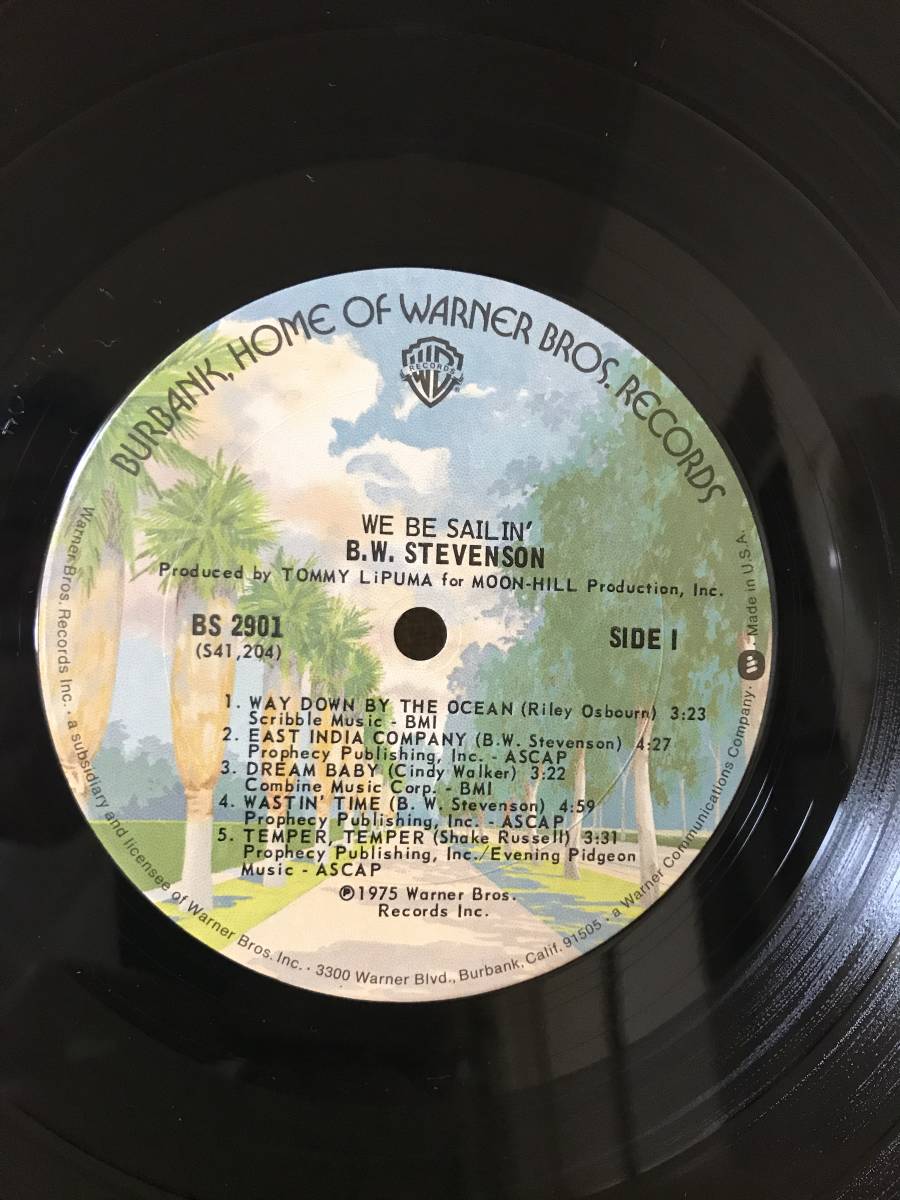 BURBANK, HOME OF WARNER BROS. RECORDS
WB
RECORDS
®
WE BE SAILIN'
B.W. STEVENSON
Produced by TOMMY LiPUMA for MOON-HILL Production, Inc.
BS 2901
SIDE 1
(S41,204)
1. WAY DOWN BY THE OCEAN (Riley Osbourn) 3:23
Scribble Music - BMI
2. EAST INDIA COMPANY (B.W. Stevenson) 4:27
Prophecy Publishing, Inc. - ASCAP
3. DREAM BABY (Cindy Walker) 3:22
Combine Music Corp. - BMI
4. WASTIN' TIME (B. W. Stevenson) 4:59
Prophecy Publishing, Inc. - ASCAP
5. TEMPER, TEMPER (Shake Russell) 3:31
Prophecy Publishing, Inc./Evening Pidgeon
Music - ASCAP
℗1975 Warner Bros.
Records Inc.
Warner Bros. Records Inc. · a subsidiary and licensee of Warner Bros. Inc. · 3300 Warner Blvd., Burbank, Calif. 91505 · a Warner Communications Company. Made in U.S.A.